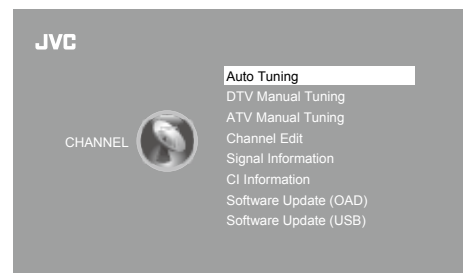 JVC
CHANNEL
Auto Tuning
DTV Manual Tuning
ATV Manual Tuning
Channel Edit
Signal Information
CI Information
Software Update (OAD)
Software Update (USB)